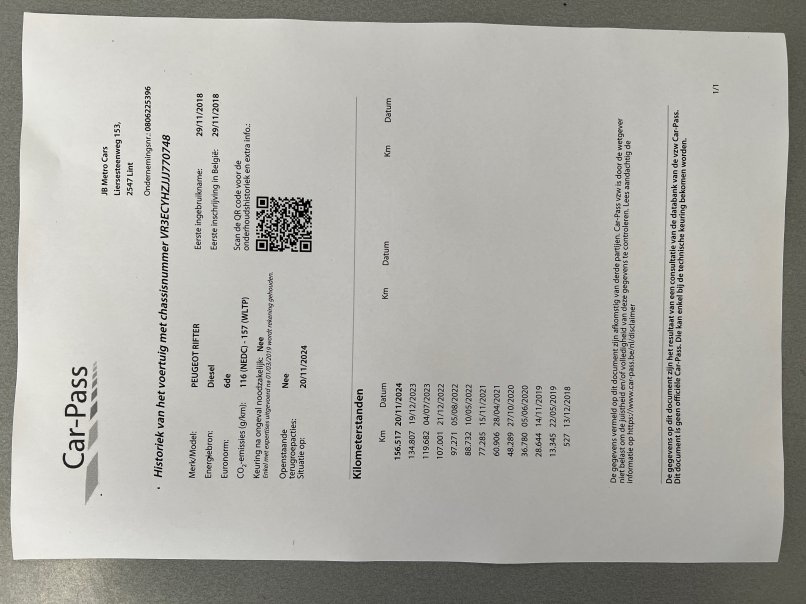 Car-Pass
JB Metro Cars
Liersesteenweg 153,
2547 Lint
Ondernemingsnr.: 0806225396
Historiek van het voertuig met chassisnummer VR3ECYHZJJJ770748
Merk/Model: PEUGEOT RIFTER
Energiebron: Diesel
Euronorm: 6de
CO2-emissies (g/km): 116 (NEDC) - 157 (WLTP)
Keuring na ongeval noodzakelijk: Nee
Enkel met expertises uitgevoerd na 01/03/2019 wordt rekening gehouden.
Openstaande
terugroepacties: Nee
Situatie op: 20/11/2024
Eerste ingebruikname: 29/11/2018
Eerste inschrijving in België: 29/11/2018
Scan de QR code voor de
onderhoudshistoriek en extra info.:
Kilometerstanden
Km Datum Km Datum Km Datum
156.517 20/11/2024
134.807 19/12/2023
119.682 04/07/2023
107.001 21/12/2022
97.271 05/08/2022
88.732 10/05/2022
77.285 15/11/2021
60.906 28/04/2021
48.289 27/10/2020
36.780 05/06/2020
28.644 14/11/2019
13.345 22/05/2019
527 13/12/2018
De gegevens vermeld op dit document zijn afkomstig van derde partijen. Car-Pass vzw is door de wetgever
niet belast om de juistheid en/of volledigheid van deze gegevens te controleren. Lees aandachtig de
informatie op https://www.car-pass.be/nl/disclaimer
De gegevens op dit document zijn het resultaat van een consultatie van de databank van de vzw Car-Pass.
Dit document is geen officiële Car-Pass. Die kan enkel bij de technische keuring bekomen worden.
1/1